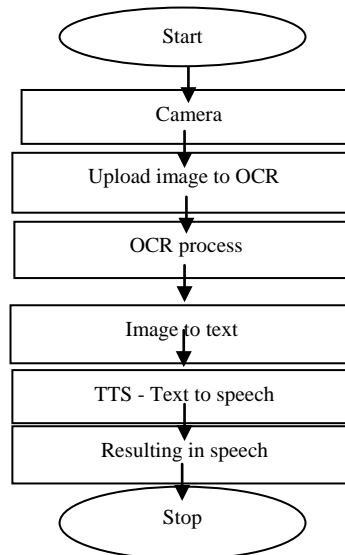 Start
Camera
Upload image to OCR
OCR process
Image to text
TTS - Text to speech
Resulting in speech
Stop